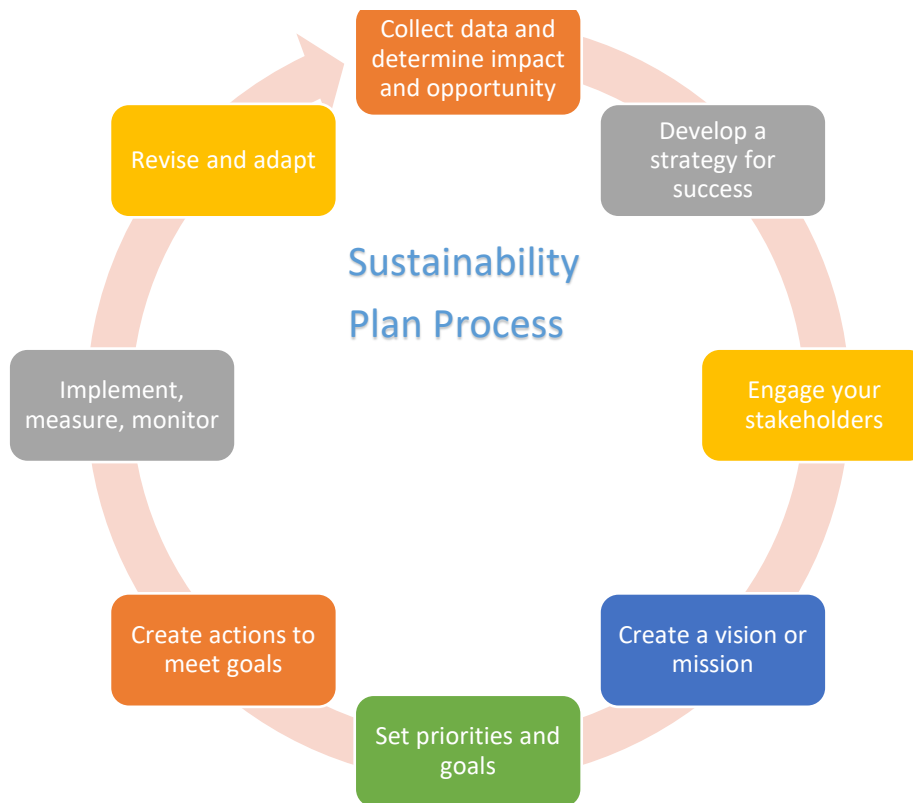 Collect data and
determine impact
and opportunity
Develop a
strategy for
success
Engage your
stakeholders
Create a vision or
mission
Set priorities and
goals
Create actions to
meet goals
Implement,
measure, monitor
Revise and adapt
Sustainability
Plan Process